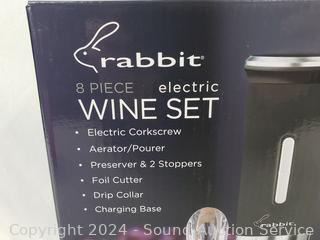 rabbit®
8 PIECE electric
WINE SET
• Electric Corkscrew
• Aerator/Pourer
• Preserver & 2 Stoppers
• Foil Cutter
• Drip Collar
• Charging Base
rabbit
Copyright 2024 - Sound Auction Service